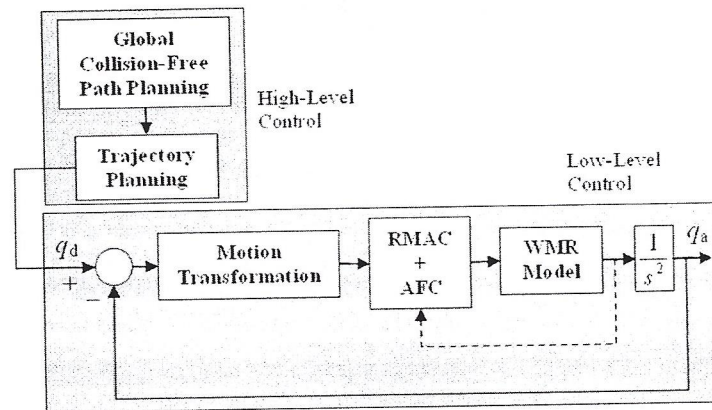 Global
Collision-Free
Path Planning
High-Level
Control
Trajectory
Planning
Low-Level
Control
q_d
+
−
Motion
Transformation
RMAC
+
AFC
WMR
Model
1
s²
q_a